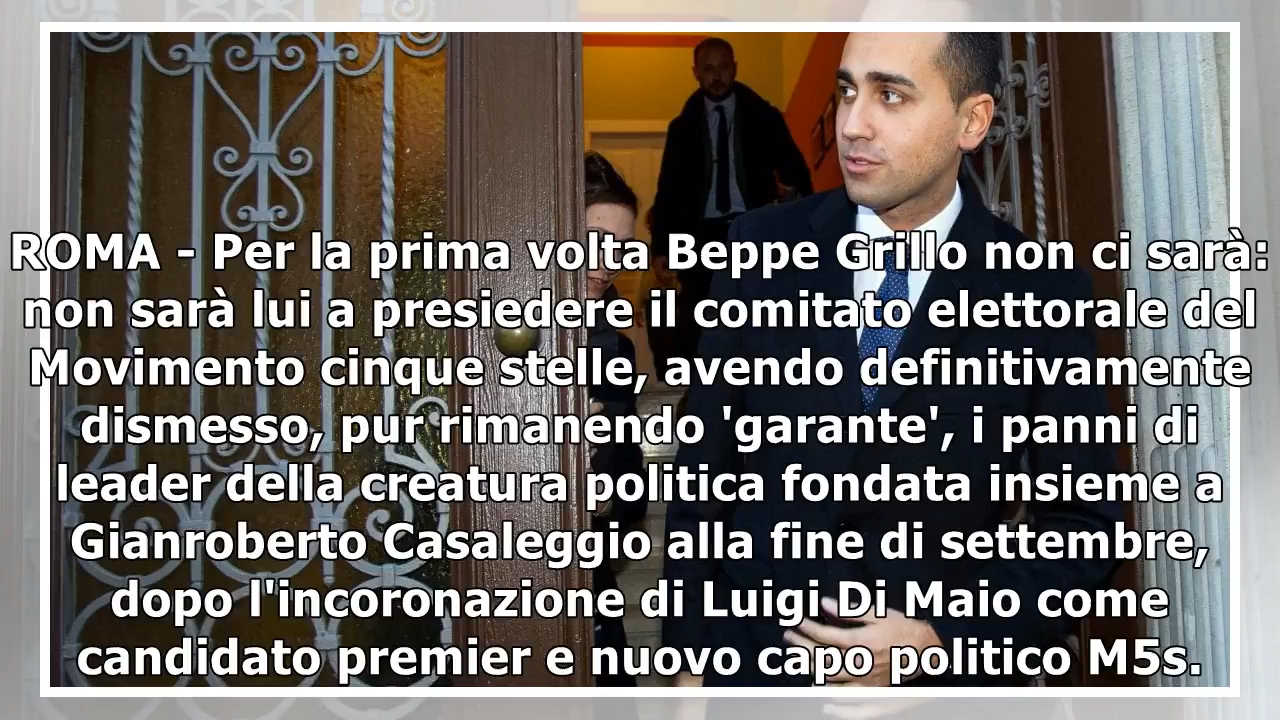 ROMA - Per la prima volta Beppe Grillo non ci sarà:
non sarà lui a presiedere il comitato elettorale del
Movimento cinque stelle, avendo definitivamente
dismesso, pur rimanendo 'garante', i panni di
leader della creatura politica fondata insieme a
Gianroberto Casaleggio alla fine di settembre,
dopo l'incoronazione di Luigi Di Maio come
candidato premier e nuovo capo politico M5s.